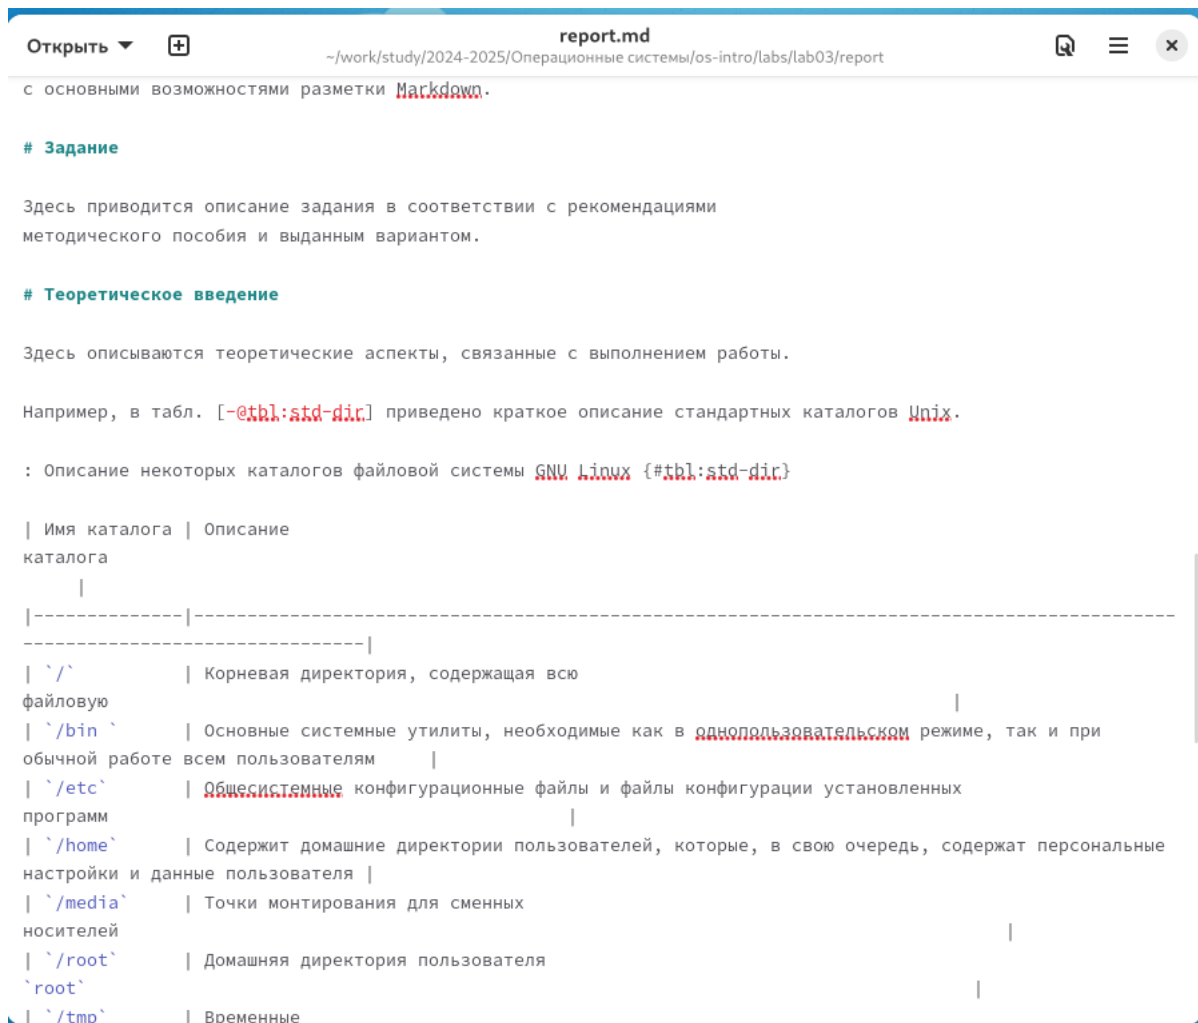 Открыть
report.md
~/work/study/2024-2025/Операционные системы/os-intro/labs/lab03/report
с основными возможностями разметки Markdown.
# Задание
Здесь приводится описание задания в соответствии с рекомендациями
методического пособия и выданным вариантом.
# Теоретическое введение
Здесь описываются теоретические аспекты, связанные с выполнением работы.
Например, в табл. [-@tbl:std-dir] приведено краткое описание стандартных каталогов Unix.
: Описание некоторых каталогов файловой системы GNU Linux {#tbl:std-dir}
| Имя каталога | Описание
каталога
|
|--------------|--------------------------------------------------------------------------------------------
--------------------------------|
| `/` | Корневая директория, содержащая всю
файловую |
| `/bin ` | Основные системные утилиты, необходимые как в однопользовательском режиме, так и при
обычной работе всем пользователям |
| `/etc` | Общесистемные конфигурационные файлы и файлы конфигурации установленных
программ |
| `/home` | Содержит домашние директории пользователей, которые, в свою очередь, содержат персональные
настройки и данные пользователя |
| `/media` | Точки монтирования для сменных
носителей |
| `/root` | Домашняя директория пользователя
`root` |
| `/tmp` | Временные